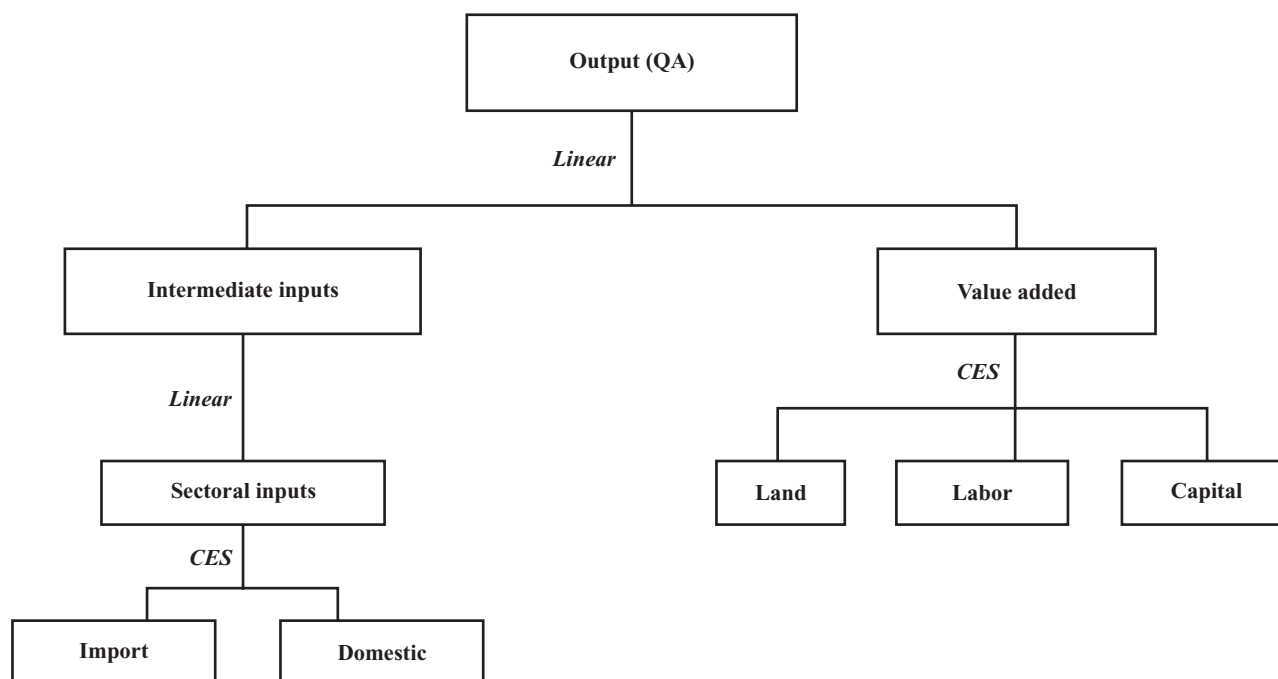 Output (QA)
Linear
Intermediate inputs
Value added
Linear
CES
Sectoral inputs
Land
Labor
Capital
CES
Import
Domestic